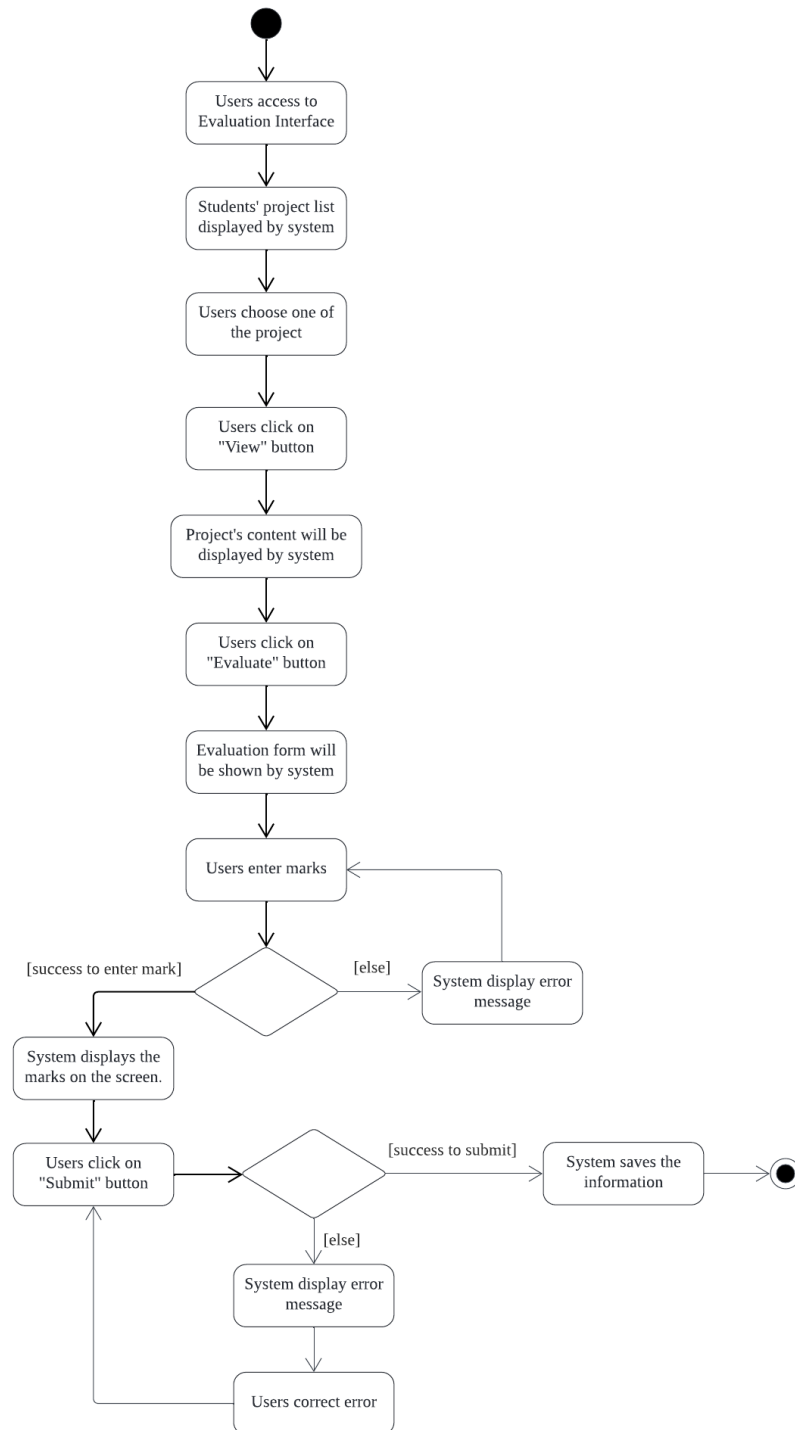 Users access to
Evaluation Interface
Students' project list
displayed by system
Users choose one of
the project
Users click on
"View" button
Project's content will be
displayed by system
Users click on
"Evaluate" button
Evaluation form will
be shown by system
Users enter marks
[success to enter mark]
[else]
System display error
message
System displays the
marks on the screen.
Users click on
"Submit" button
[success to submit]
System saves the
information
[else]
System display error
message
Users correct error